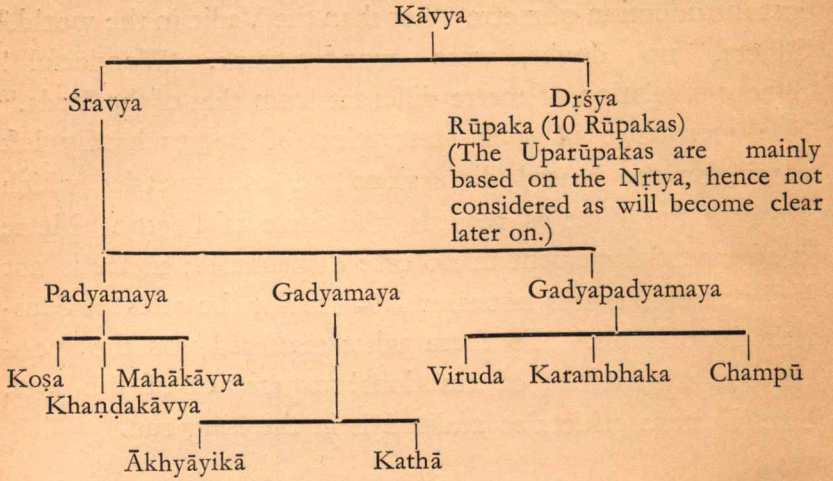 Kāvya
Śravya
Dṛśya
Rūpaka (10 Rūpakas)
(The Uparūpakas are mainly
based on the Nṛtya, hence not
considered as will become clear
later on.)
Padyamaya Gadyamaya Gadyapadyamaya
Koṣa Mahākāvya
Khaṇḍakāvya
Viruda Karambhaka Champū
Ākhyāyikā Kathā